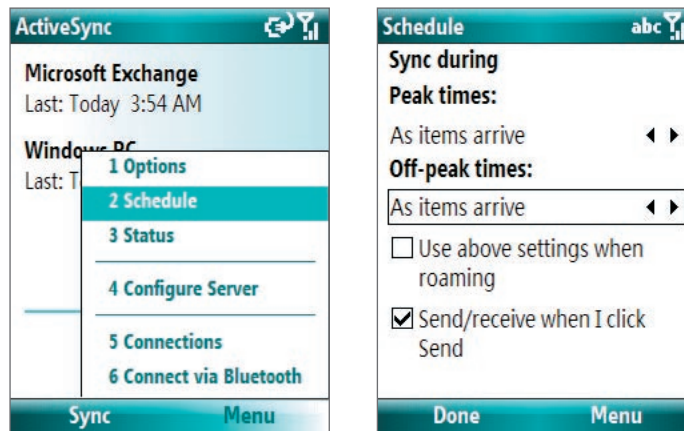 ActiveSync
Microsoft Exchange
Last: Today 3:54 AM
Windows PC
Last: T
1 Options
2 Schedule
3 Status
4 Configure Server
5 Connections
6 Connect via Bluetooth
Sync Menu
Schedule abc
Sync during
Peak times:
As items arrive
Off-peak times:
As items arrive
Use above settings when
roaming
Send/receive when I click
Send
Done Menu